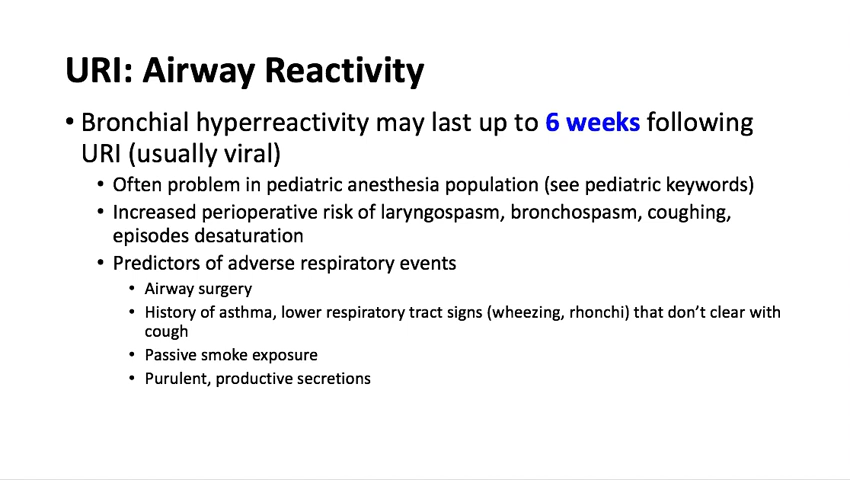 URI: Airway Reactivity
• Bronchial hyperreactivity may last up to 6 weeks following
URI (usually viral)
• Often problem in pediatric anesthesia population (see pediatric keywords)
• Increased perioperative risk of laryngospasm, bronchospasm, coughing,
episodes desaturation
• Predictors of adverse respiratory events
• Airway surgery
• History of asthma, lower respiratory tract signs (wheezing, rhonchi) that don’t clear with
cough
• Passive smoke exposure
• Purulent, productive secretions